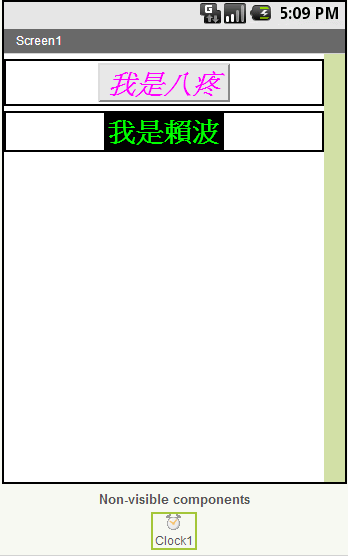 5:09 PM
Screen1
我是八疼
我是賴波
Non-visible components
Clock1